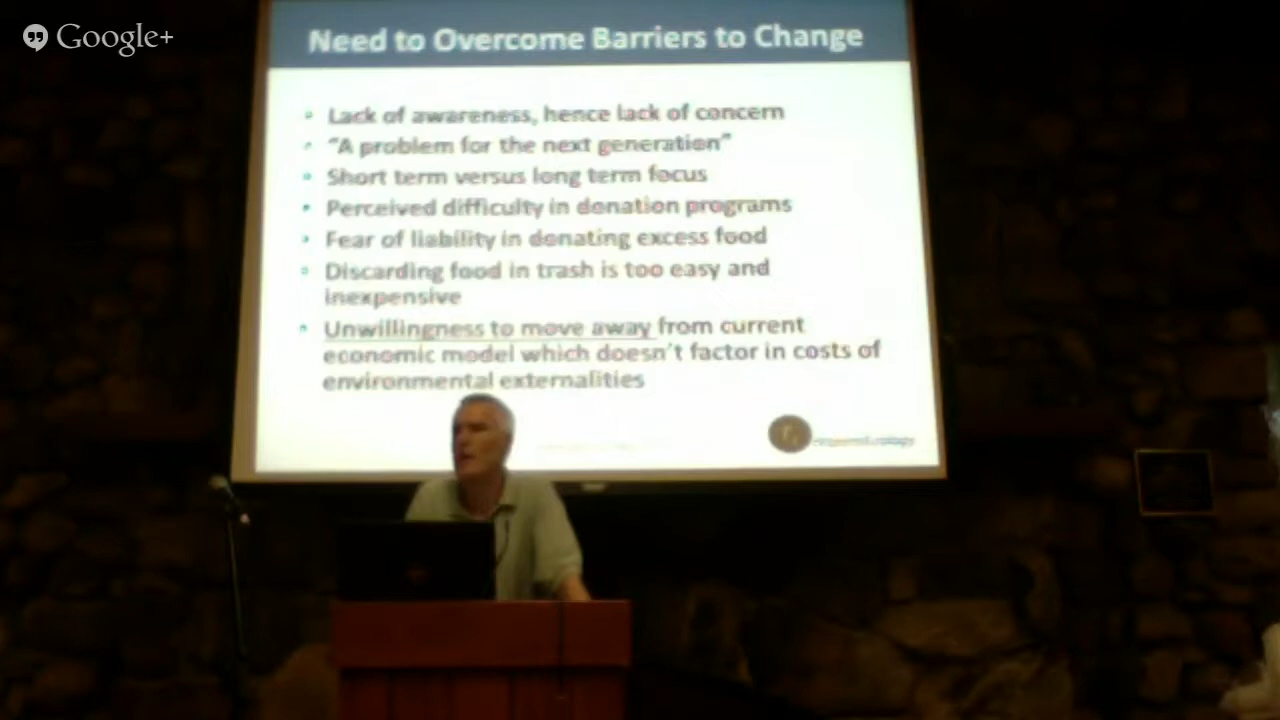 Google+
Need to Overcome Barriers to Change
Lack of awareness, hence lack of concern
"A problem for the next generation"
Short term versus long term focus
Perceived difficulty in donation programs
Fear of liability in donating excess food
Discarding food in trash is too easy and
inexpensive
Unwillingness to move away from current
economic model which doesn't factor in costs of
environmental externalities